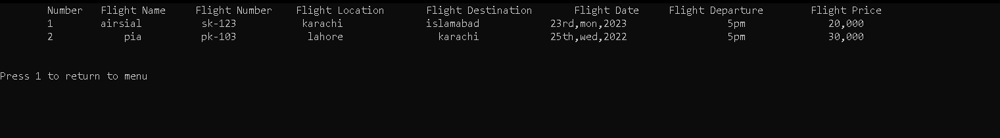 Number Flight Name Flight Number Flight Location Flight Destination Flight Date Flight Departure Flight Price
1 airsial sk-123 karachi islamabad 23rd,mon,2023 5pm 20,000
2 pia pk-103 lahore karachi 25th,wed,2022 5pm 30,000
Press 1 to return to menu